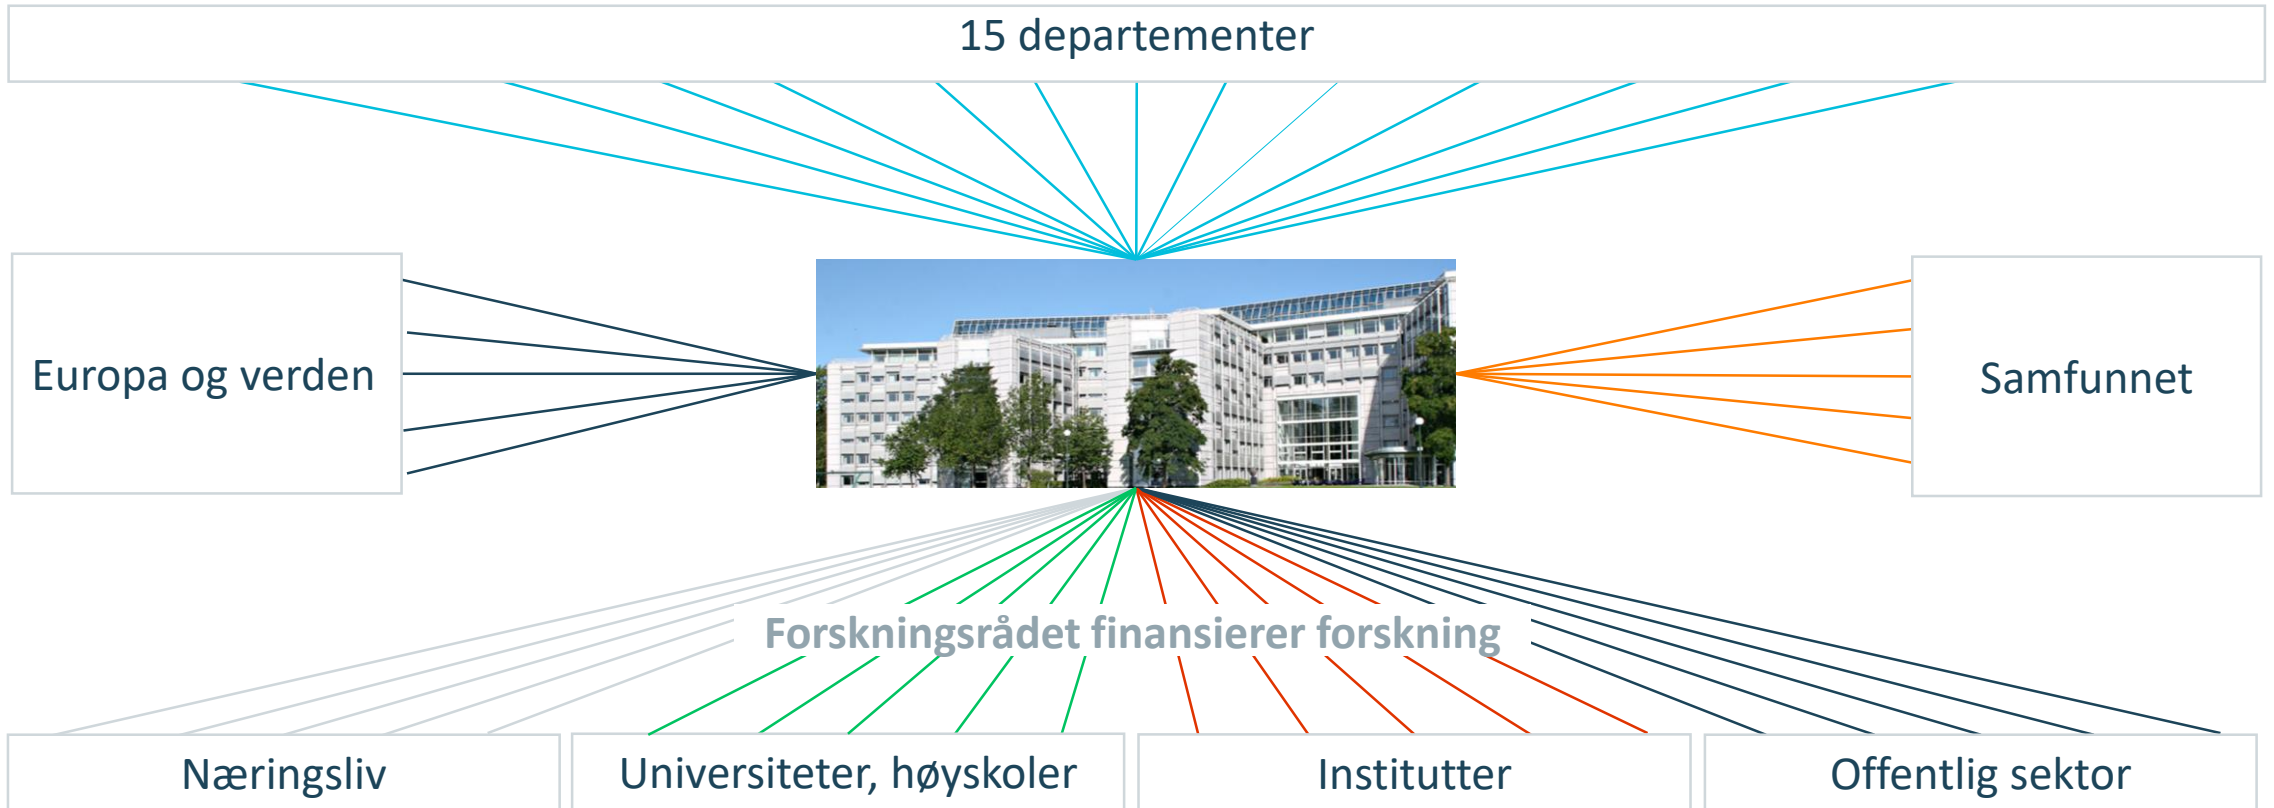 15 departementer
Europa og verden
Samfunnet
Forskningsrådet finansierer forskning
Næringsliv
Universiteter, høyskoler
Institutter
Offentlig sektor